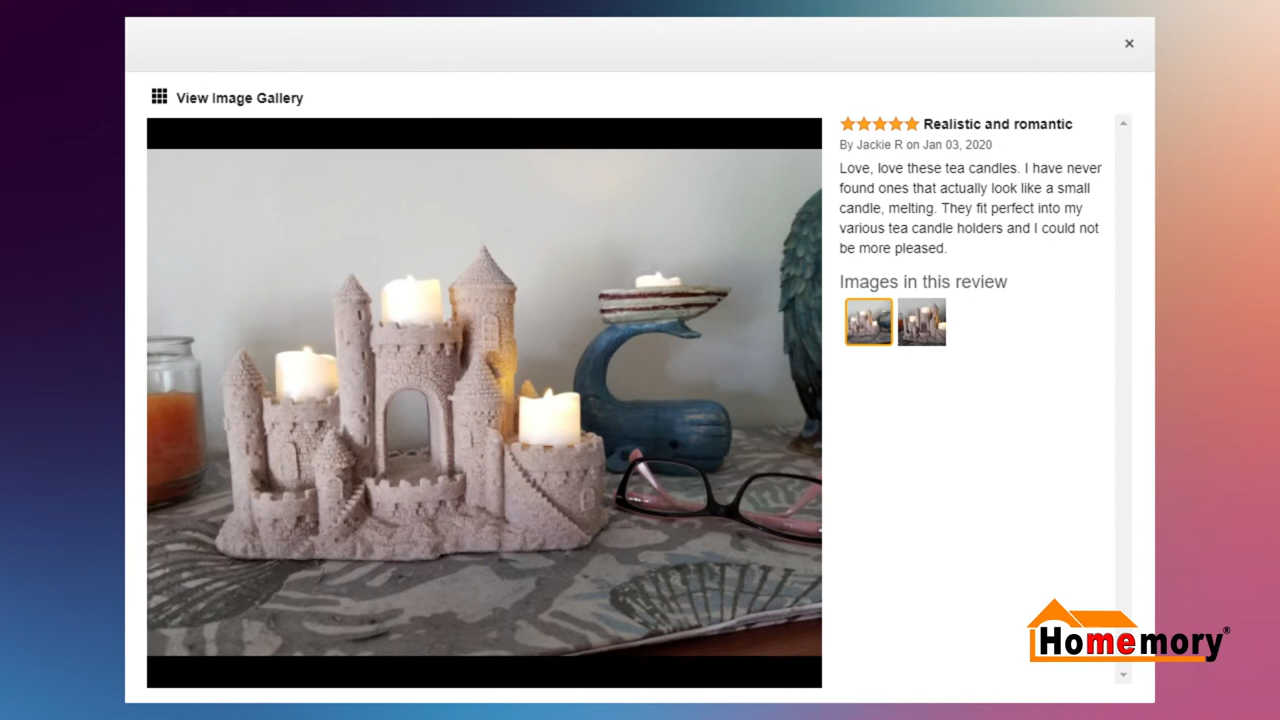 ×
View Image Gallery
Realistic and romantic
By Jackie R on Jan 03, 2020
Love, love these tea candles. I have never
found ones that actually look like a small
candle, melting. They fit perfect into my
various tea candle holders and I could not
be more pleased.
Images in this review
Homemory®